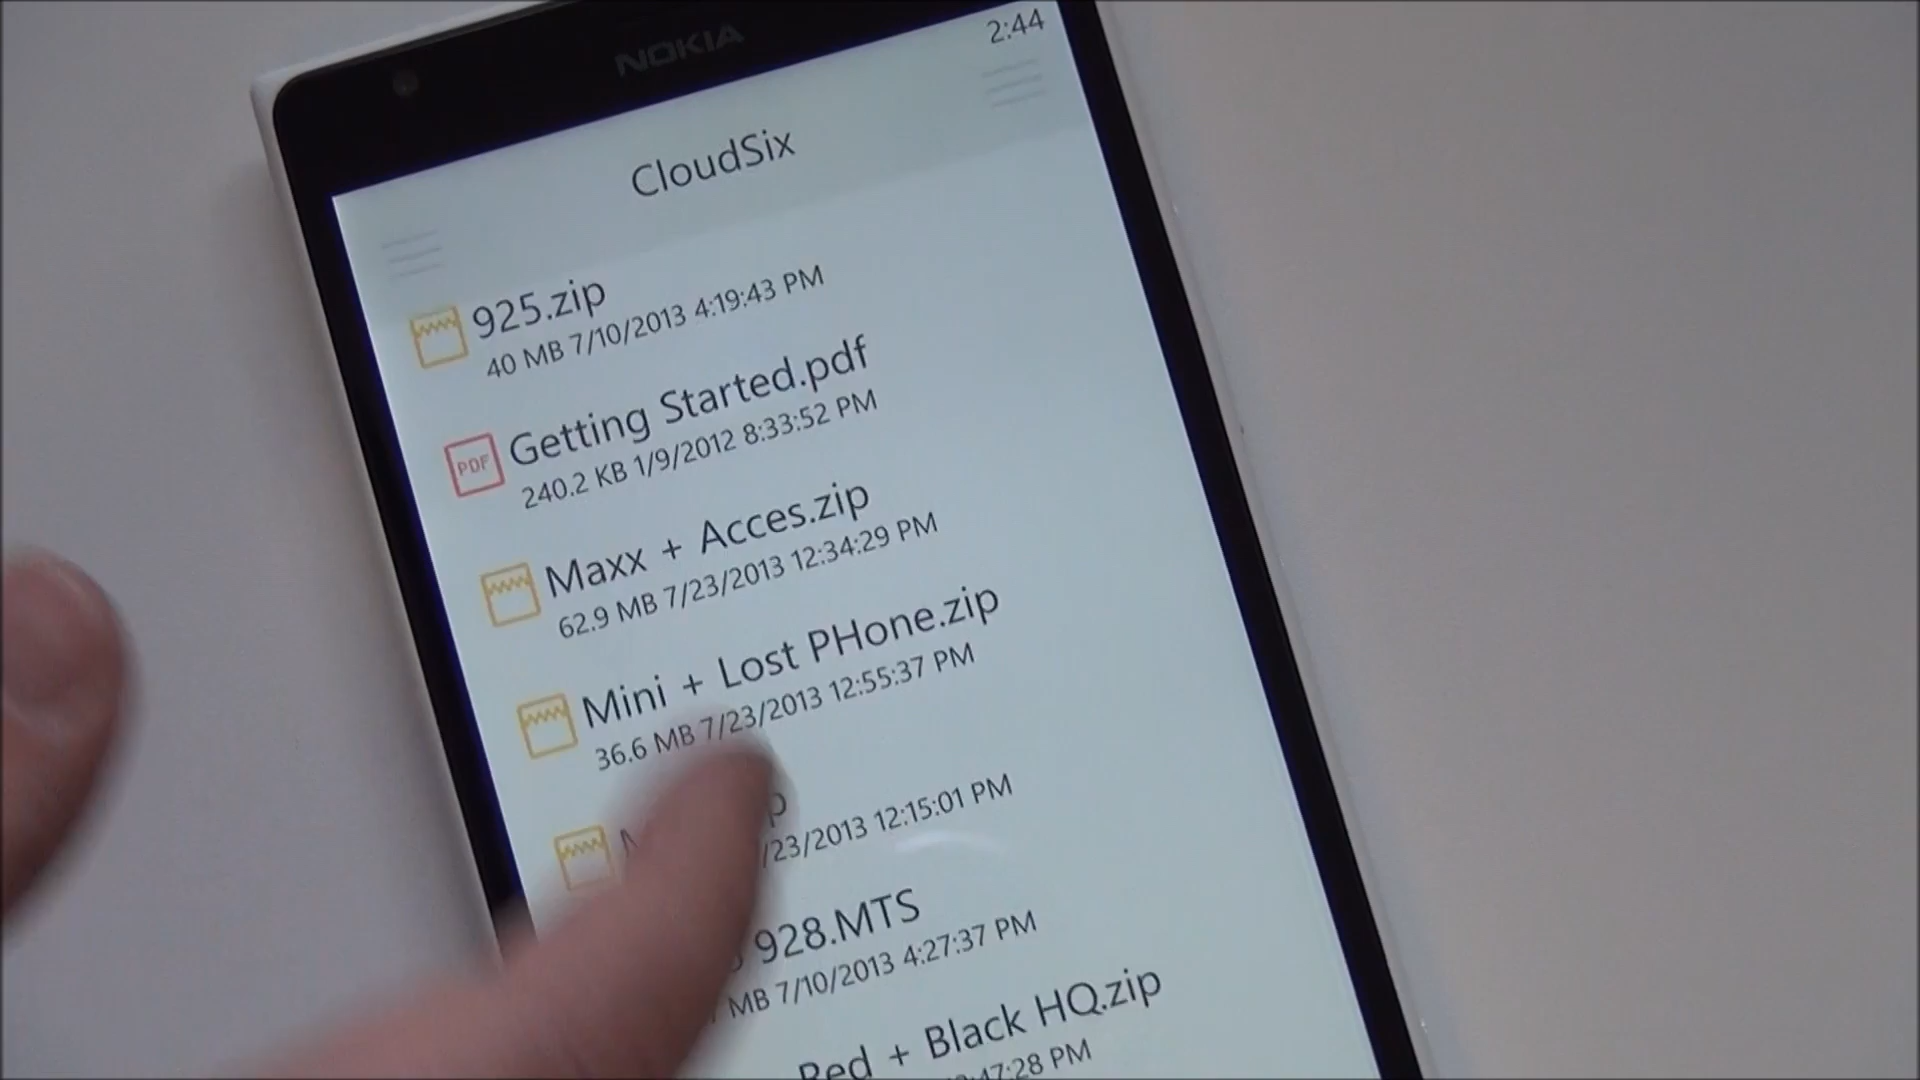 NOKIA
2:44
CloudSix
925.zip
40 MB 7/10/2013 4:19:43 PM
Getting Started.pdf
PDF
240.2 KB 1/9/2012 8:33:52 PM
Maxx + Acces.zip
62.9 MB 7/23/2013 12:34:29 PM
Mini + Lost PHone.zip
36.6 MB 7/23/2013 12:55:37 PM
/23/2013 12:15:01 PM
928.MTS
MB 7/10/2013 4:27:37 PM
Red + Black HQ.zip
:47:28 PM